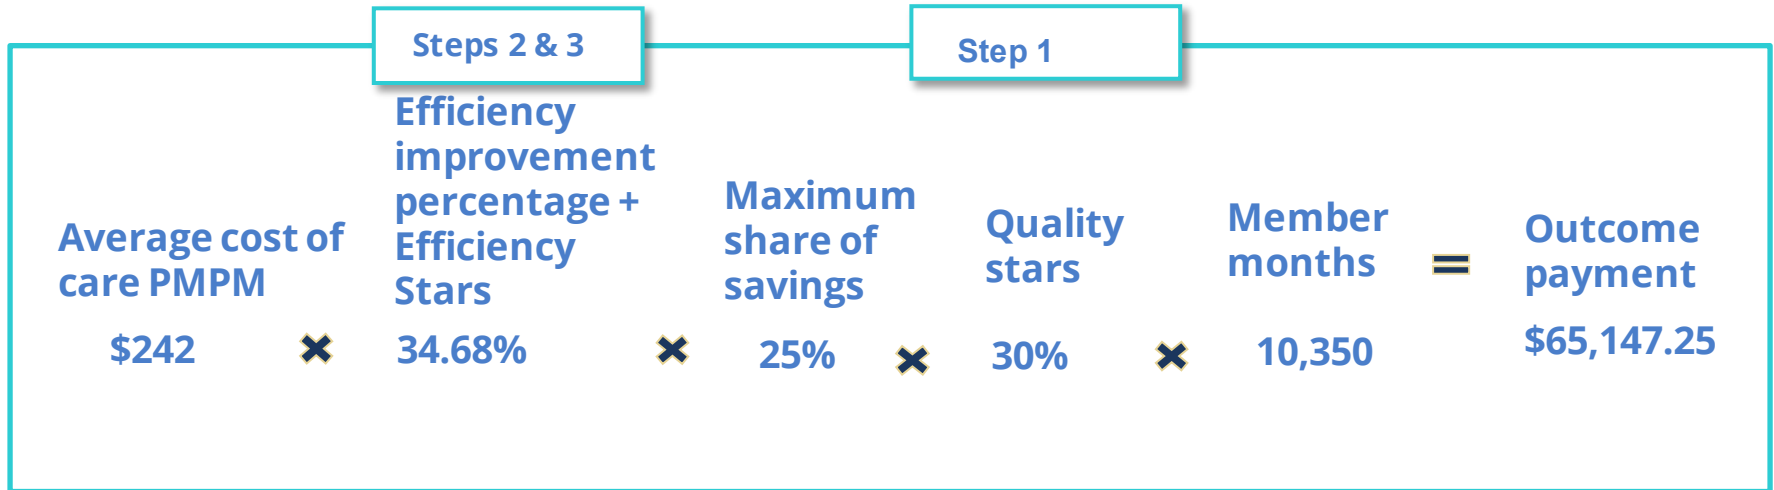 Steps 2 & 3
Step 1
Average cost of
care PMPM
$242
Efficiency
improvement
percentage +
Efficiency
Stars
34.68%
Maximum
share of
savings
25%
Quality
stars
30%
Member
months
10,350
=
Outcome
payment
$65,147.25